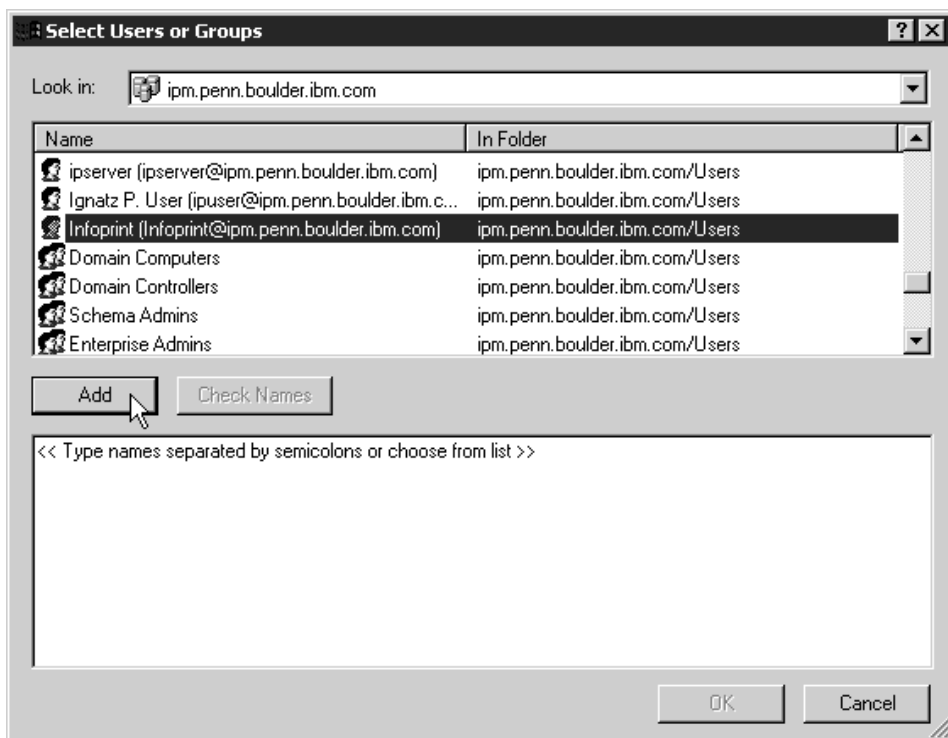 Select Users or Groups
Look in: ipm.penn.boulder.ibm.com
Name In Folder
ipserver (ipserver@ipm.penn.boulder.ibm.com) ipm.penn.boulder.ibm.com/Users
Ignatz P. User (ipuser@ipm.penn.boulder.ibm.c... ipm.penn.boulder.ibm.com/Users
Infoprint (Infoprint@ipm.penn.boulder.ibm.com) ipm.penn.boulder.ibm.com/Users
Domain Computers ipm.penn.boulder.ibm.com/Users
Domain Controllers ipm.penn.boulder.ibm.com/Users
Schema Admins ipm.penn.boulder.ibm.com/Users
Enterprise Admins ipm.penn.boulder.ibm.com/Users
Add Check Names
<< Type names separated by semicolons or choose from list >>
OK Cancel